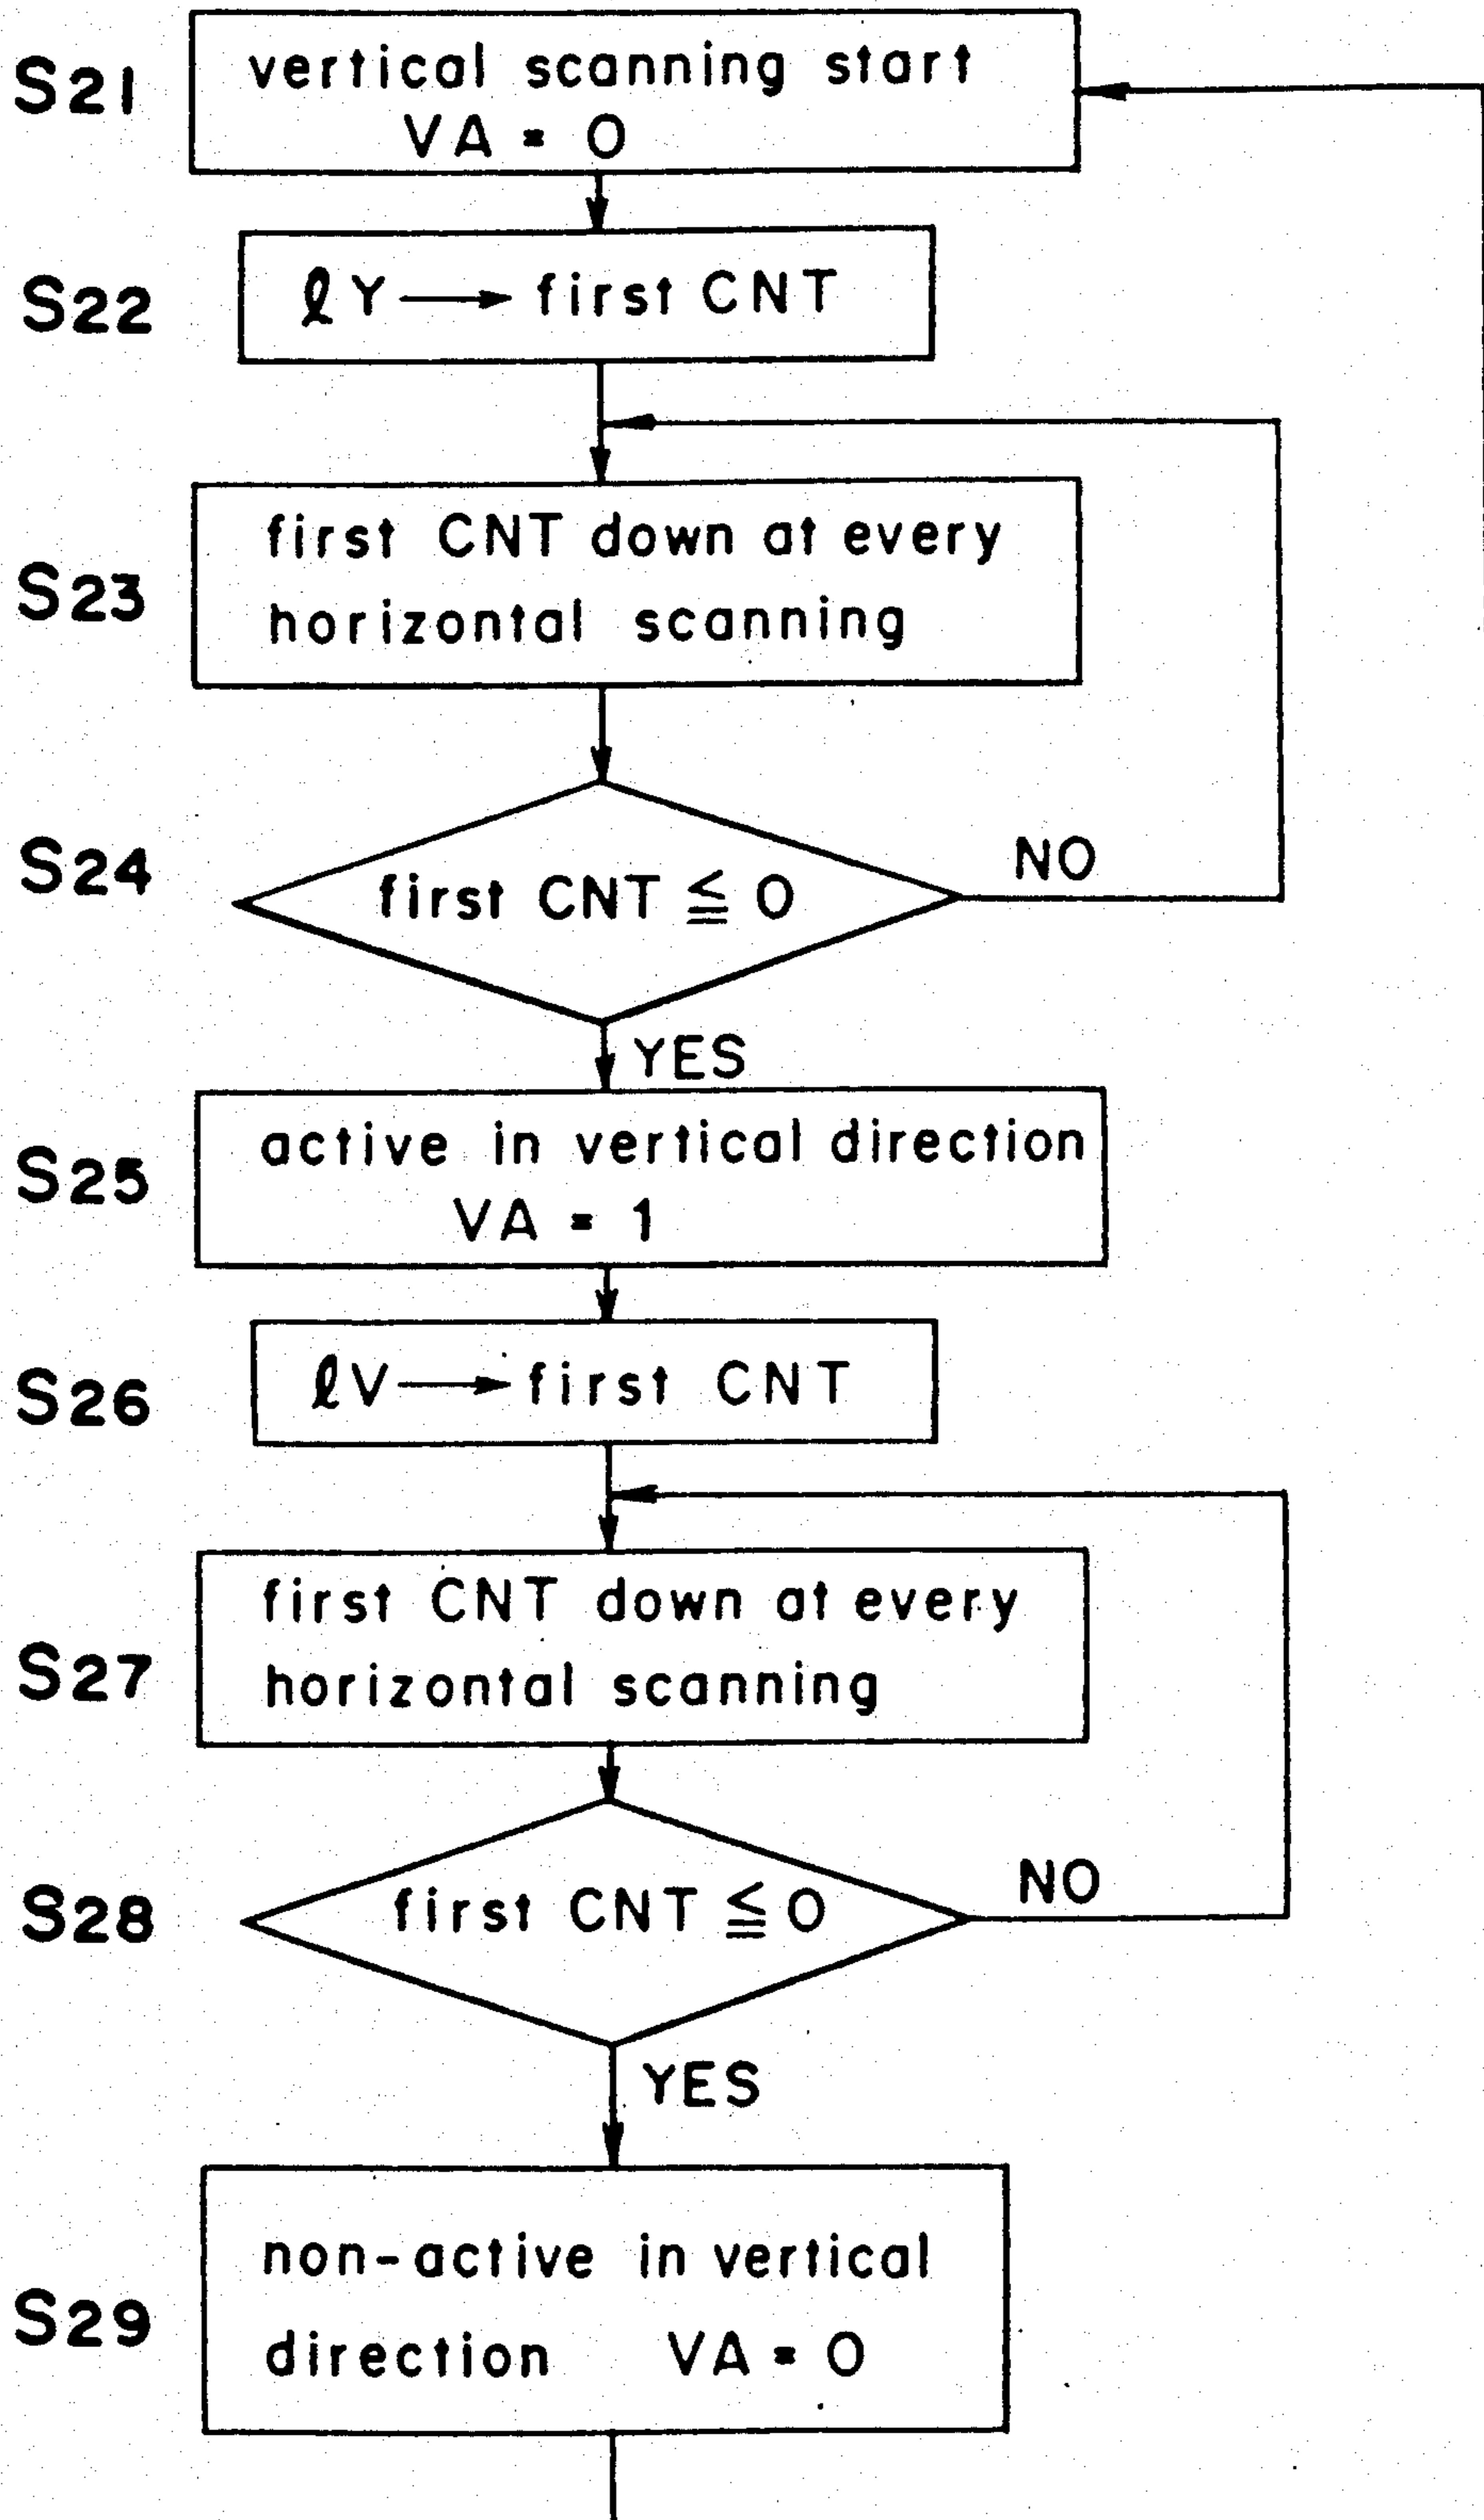 S21
vertical scanning start
VA = 0
S22
ℓY → first CNT
S23
first CNT down at every
horizontal scanning
S24
first CNT ≦ 0
NO
YES
S25
active in vertical direction
VA = 1
S26
ℓV → first CNT
S27
first CNT down at every
horizontal scanning
S28
first CNT ≦ 0
NO
YES
S29
non-active in vertical
direction VA = 0